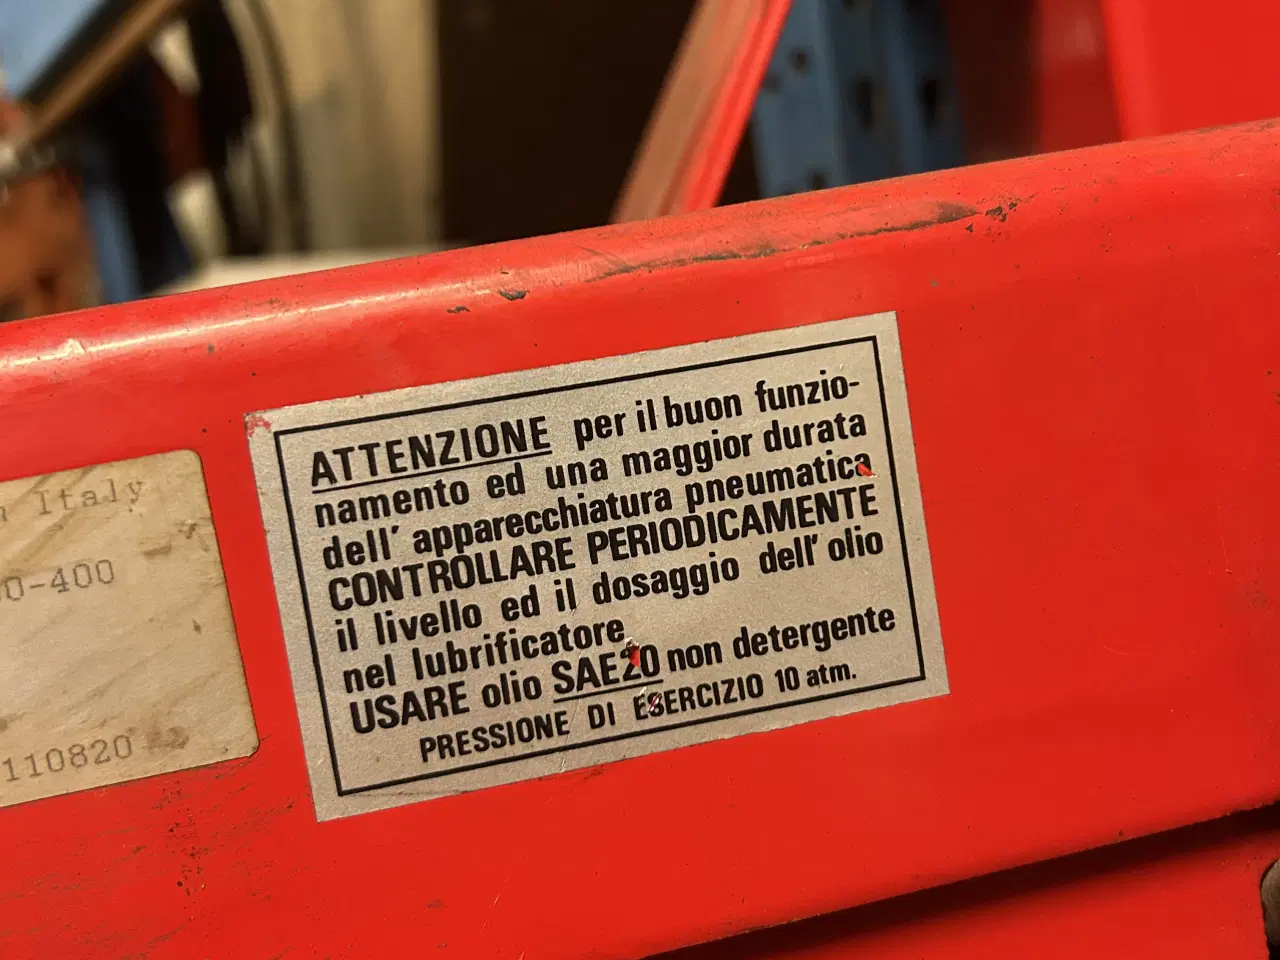 Italy
0-400
110820
ATTENZIONE per il buon funzio-
namento ed una maggior durata
dell' apparecchiatura pneumatica
CONTROLLARE PERIODICAMENTE
il livello ed il dosaggio dell' olio
nel lubrificatore.
USARE olio SAE20 non detergente
PRESSIONE DI ESERCIZIO 10 atm.